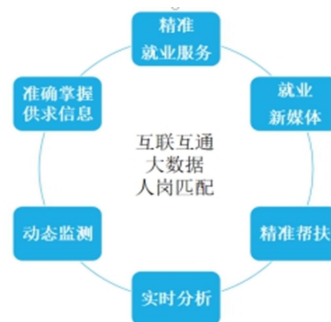 精准
就业服务
就业
新媒体
精准帮扶
实时分析
动态监测
准确掌握
供求信息
互联互通
大数据
人岗匹配